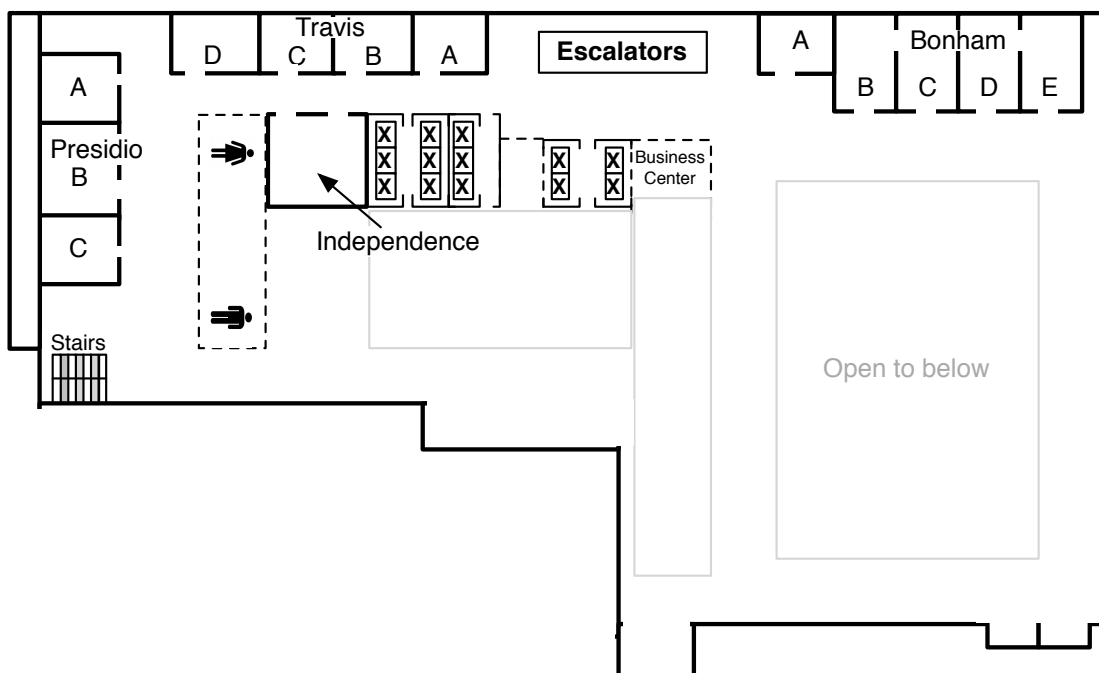 Travis
D
C
B
A
Escalators
A
Bonham
B
C
D
E
A
Presidio
B
C
X
X
X
X
X
X
X
X
X
X
X
X
X
Business
Center
Independence
Stairs
Open to below